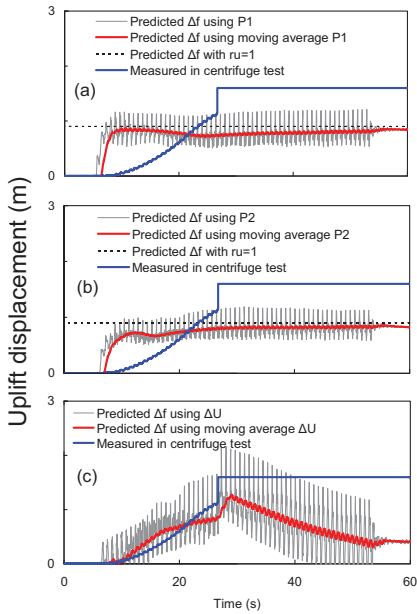 3
Predicted Δf using P1
Predicted Δf using moving average P1
Predicted Δf with ru=1
Measured in centrifuge test
(a)
0
3
Predicted Δf using P2
Predicted Δf using moving average P2
Predicted Δf with ru=1
Measured in centrifuge test
(b)
0
Uplift displacement (m)
3
Predicted Δf using ΔU
Predicted Δf using moving average ΔU
Measured in centrifuge test
(c)
0
0 20 40 60
Time (s)